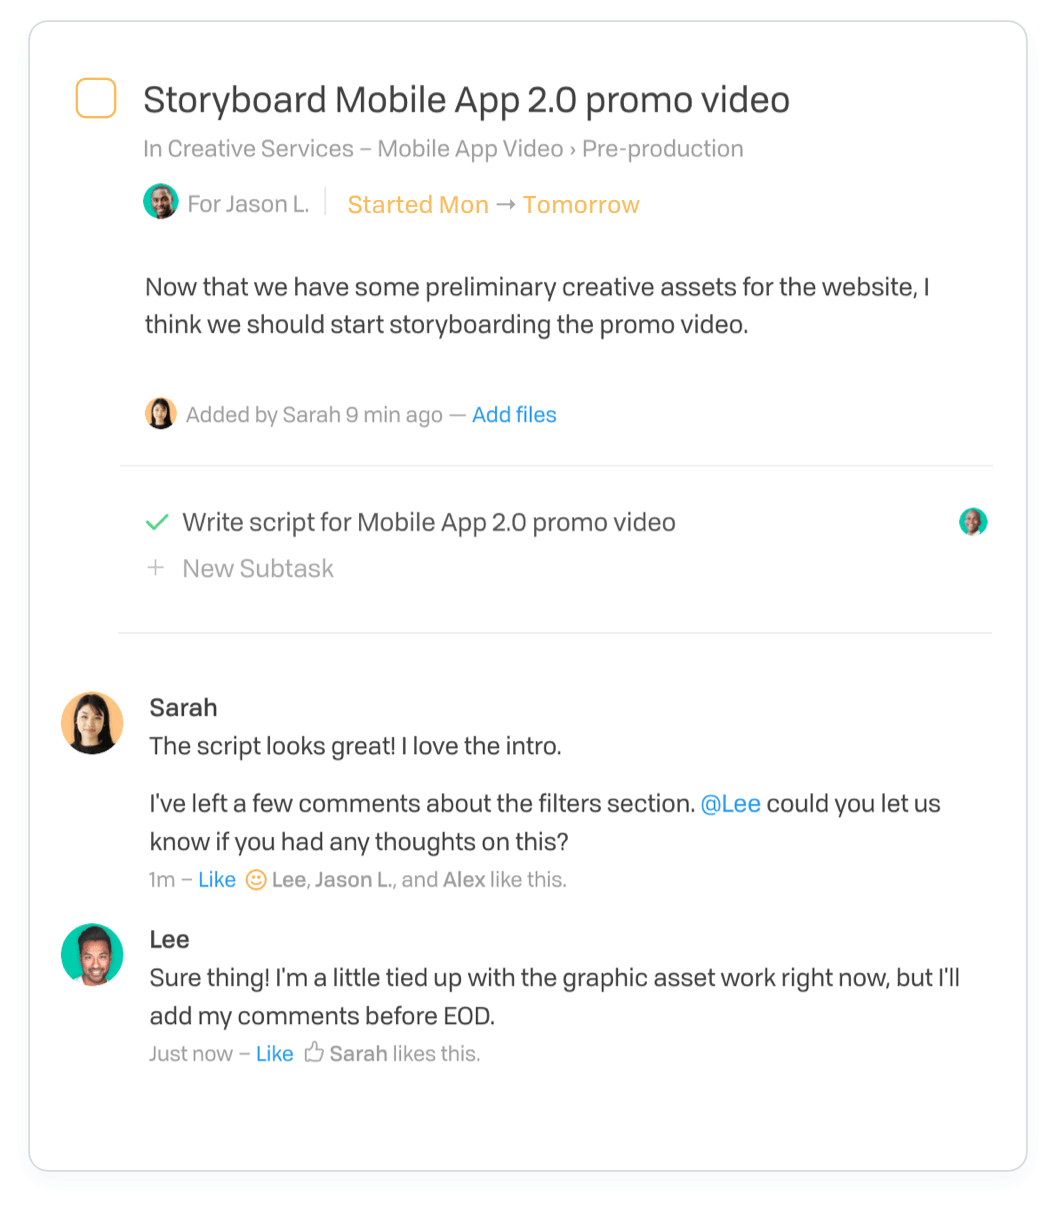 Storyboard Mobile App 2.0 promo video
In Creative Services – Mobile App Video › Pre-production
For Jason L. Started Mon → Tomorrow
Now that we have some preliminary creative assets for the website, I
think we should start storyboarding the promo video.
Added by Sarah 9 min ago — Add files
Write script for Mobile App 2.0 promo video
+ New Subtask
Sarah
The script looks great! I love the intro.
I've left a few comments about the filters section. @Lee could you let us
know if you had any thoughts on this?
1m – Like Lee, Jason L., and Alex like this.
Lee
Sure thing! I'm a little tied up with the graphic asset work right now, but I'll
add my comments before EOD.
Just now – Like Sarah likes this.